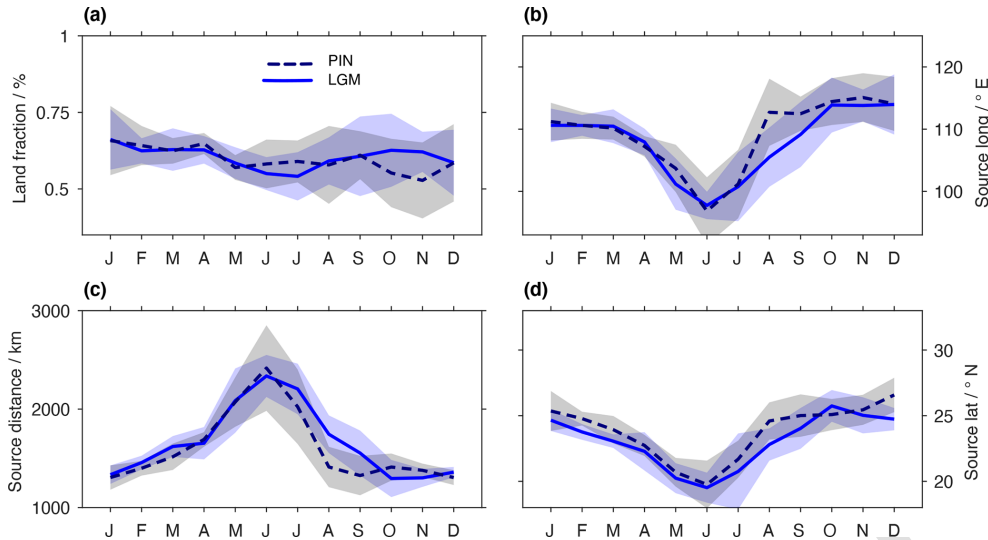 (a)
Land fraction / %
1
0.75
0.5
PIN
LGM
J F M A M J J A S O N D
(b)
Source long / ° E
120
110
100
J F M A M J J A S O N D
(c)
Source distance / km
3000
2000
1000
J F M A M J J A S O N D
(d)
Source lat / ° N
30
25
20
J F M A M J J A S O N D